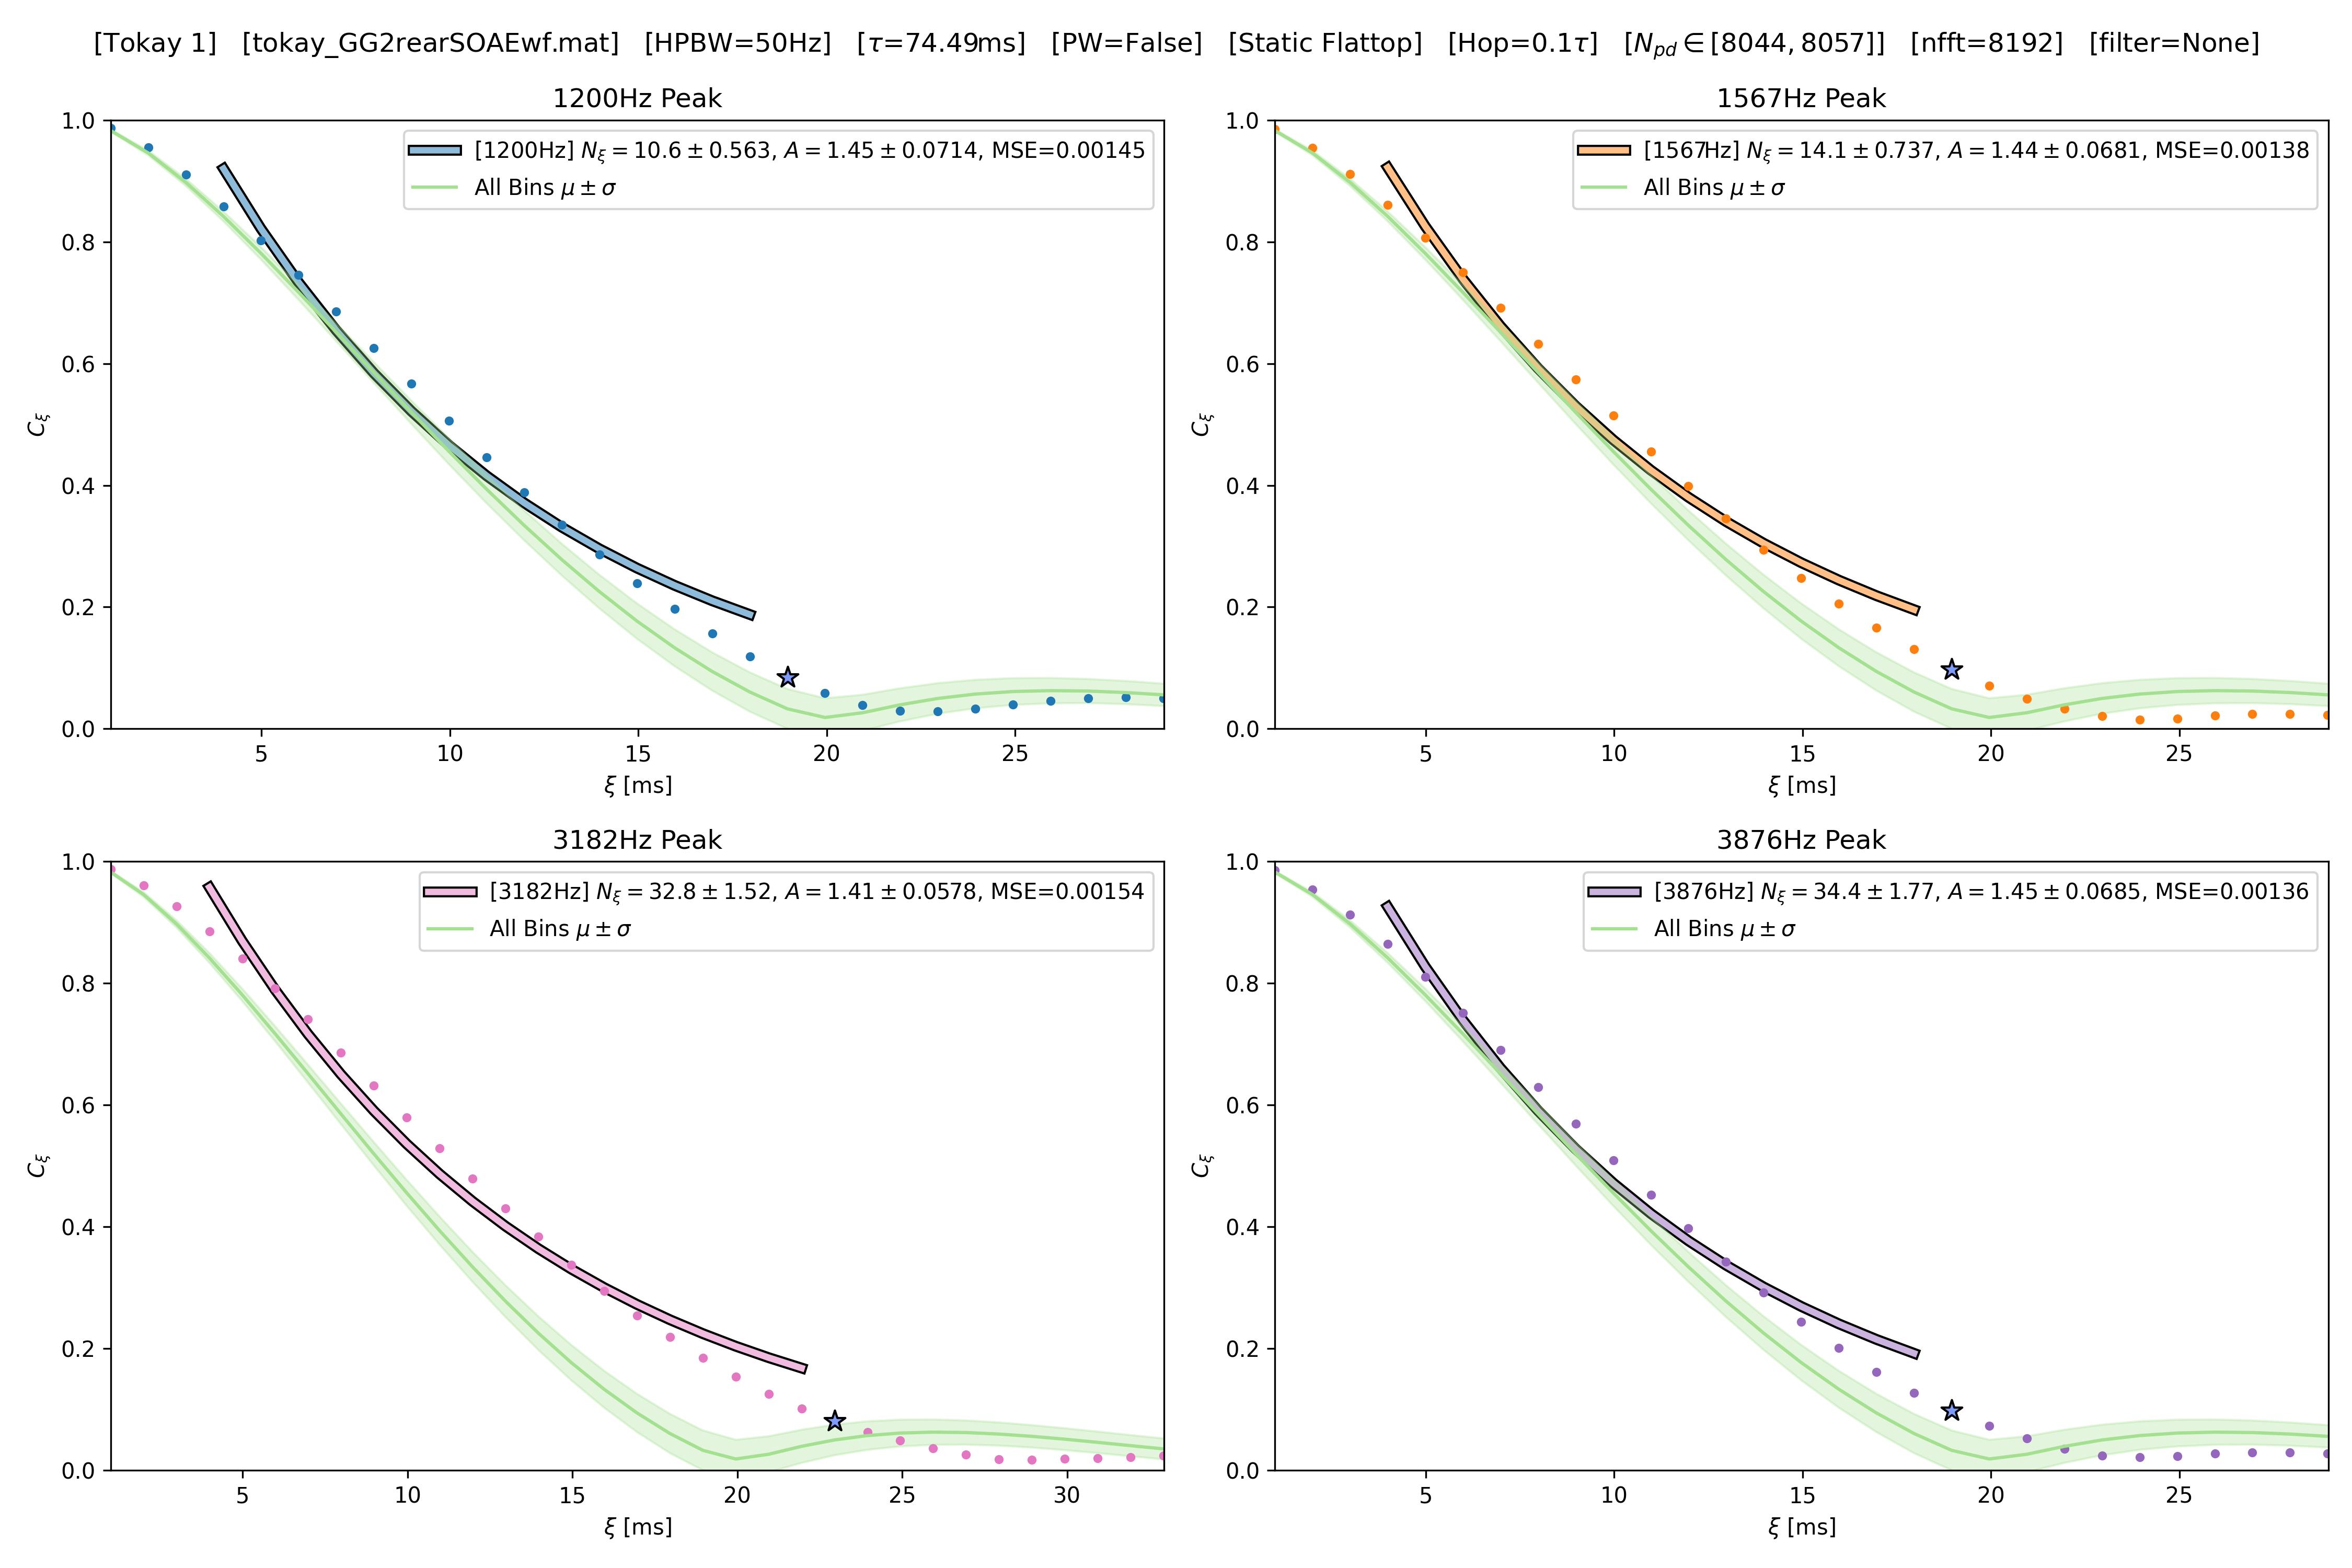 [Tokay 1] [tokay_GG2rearSOAEwf.mat] [HPBW=50Hz] [τ=74.49ms] [PW=False] [Static Flattop] [Hop=0.1τ] [N_pd ∈ [8044, 8057]] [nfft=8192] [filter=None]
1200Hz Peak
[1200Hz] N_ξ = 10.6 ± 0.563, A = 1.45 ± 0.0714, MSE=0.00145
All Bins μ ± σ
1.0
0.8
0.6
0.4
0.2
0.0
C_ξ
5 10 15 20 25
ξ [ms]
1567Hz Peak
[1567Hz] N_ξ = 14.1 ± 0.737, A = 1.44 ± 0.0681, MSE=0.00138
All Bins μ ± σ
1.0
0.8
0.6
0.4
0.2
0.0
C_ξ
5 10 15 20 25
ξ [ms]
3182Hz Peak
[3182Hz] N_ξ = 32.8 ± 1.52, A = 1.41 ± 0.0578, MSE=0.00154
All Bins μ ± σ
1.0
0.8
0.6
0.4
0.2
0.0
C_ξ
5 10 15 20 25 30
ξ [ms]
3876Hz Peak
[3876Hz] N_ξ = 34.4 ± 1.77, A = 1.45 ± 0.0685, MSE=0.00136
All Bins μ ± σ
1.0
0.8
0.6
0.4
0.2
0.0
C_ξ
5 10 15 20 25
ξ [ms]